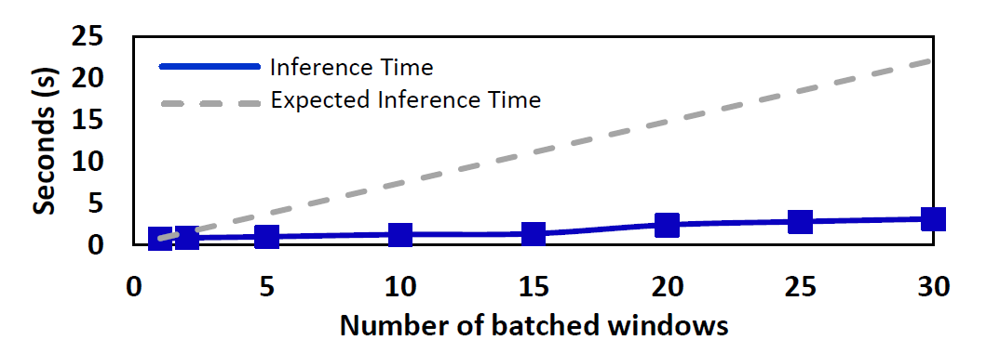 25
20
15
10
5
0
Seconds (s)
Inference Time
Expected Inference Time
0 5 10 15 20 25 30
Number of batched windows